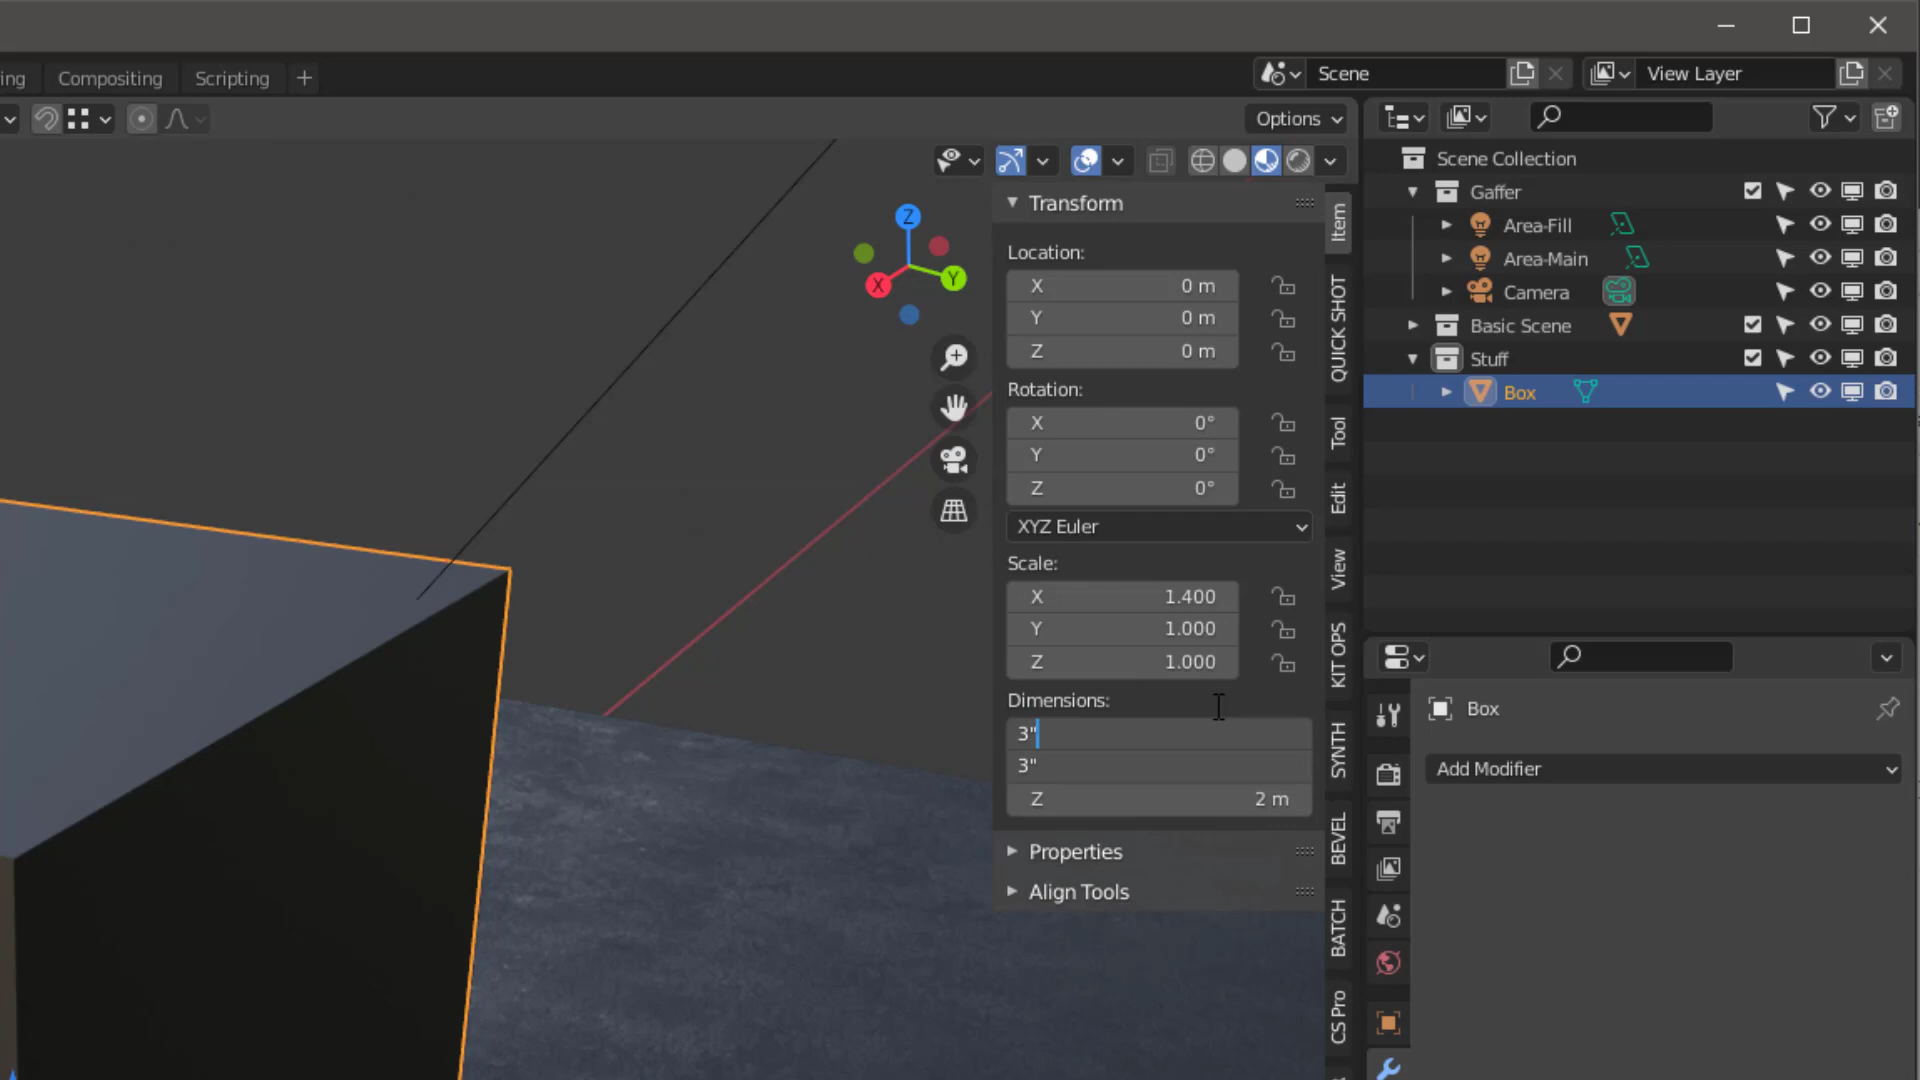 ing
Compositing
Scripting
+
Scene
View Layer
Options
Scene Collection
Gaffer
Area-Fill
Area-Main
Camera
Basic Scene
Stuff
Box
Z
X
Y
Transform
Location:
X 0 m
Y 0 m
Z 0 m
Rotation:
X 0°
Y 0°
Z 0°
XYZ Euler
Scale:
X 1.400
Y 1.000
Z 1.000
Dimensions:
3"
3"
Z 2 m
Properties
Align Tools
Item
QUICK SHOT
Tool
Edit
View
KIT OPS
SYNTH
BEVEL
BATCH
CS Pro
Box
Add Modifier